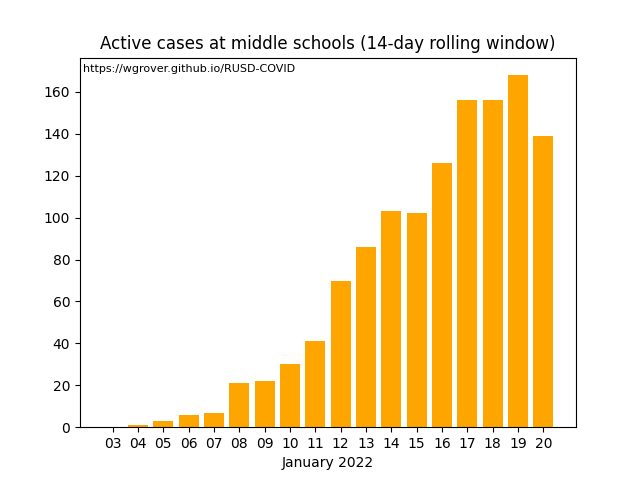 Active cases at middle schools (14-day rolling window)
https://wgrover.github.io/RUSD-COVID
160
140
120
100
80
60
40
20
0
03 04 05 06 07 08 09 10 11 12 13 14 15 16 17 18 19 20
January 2022